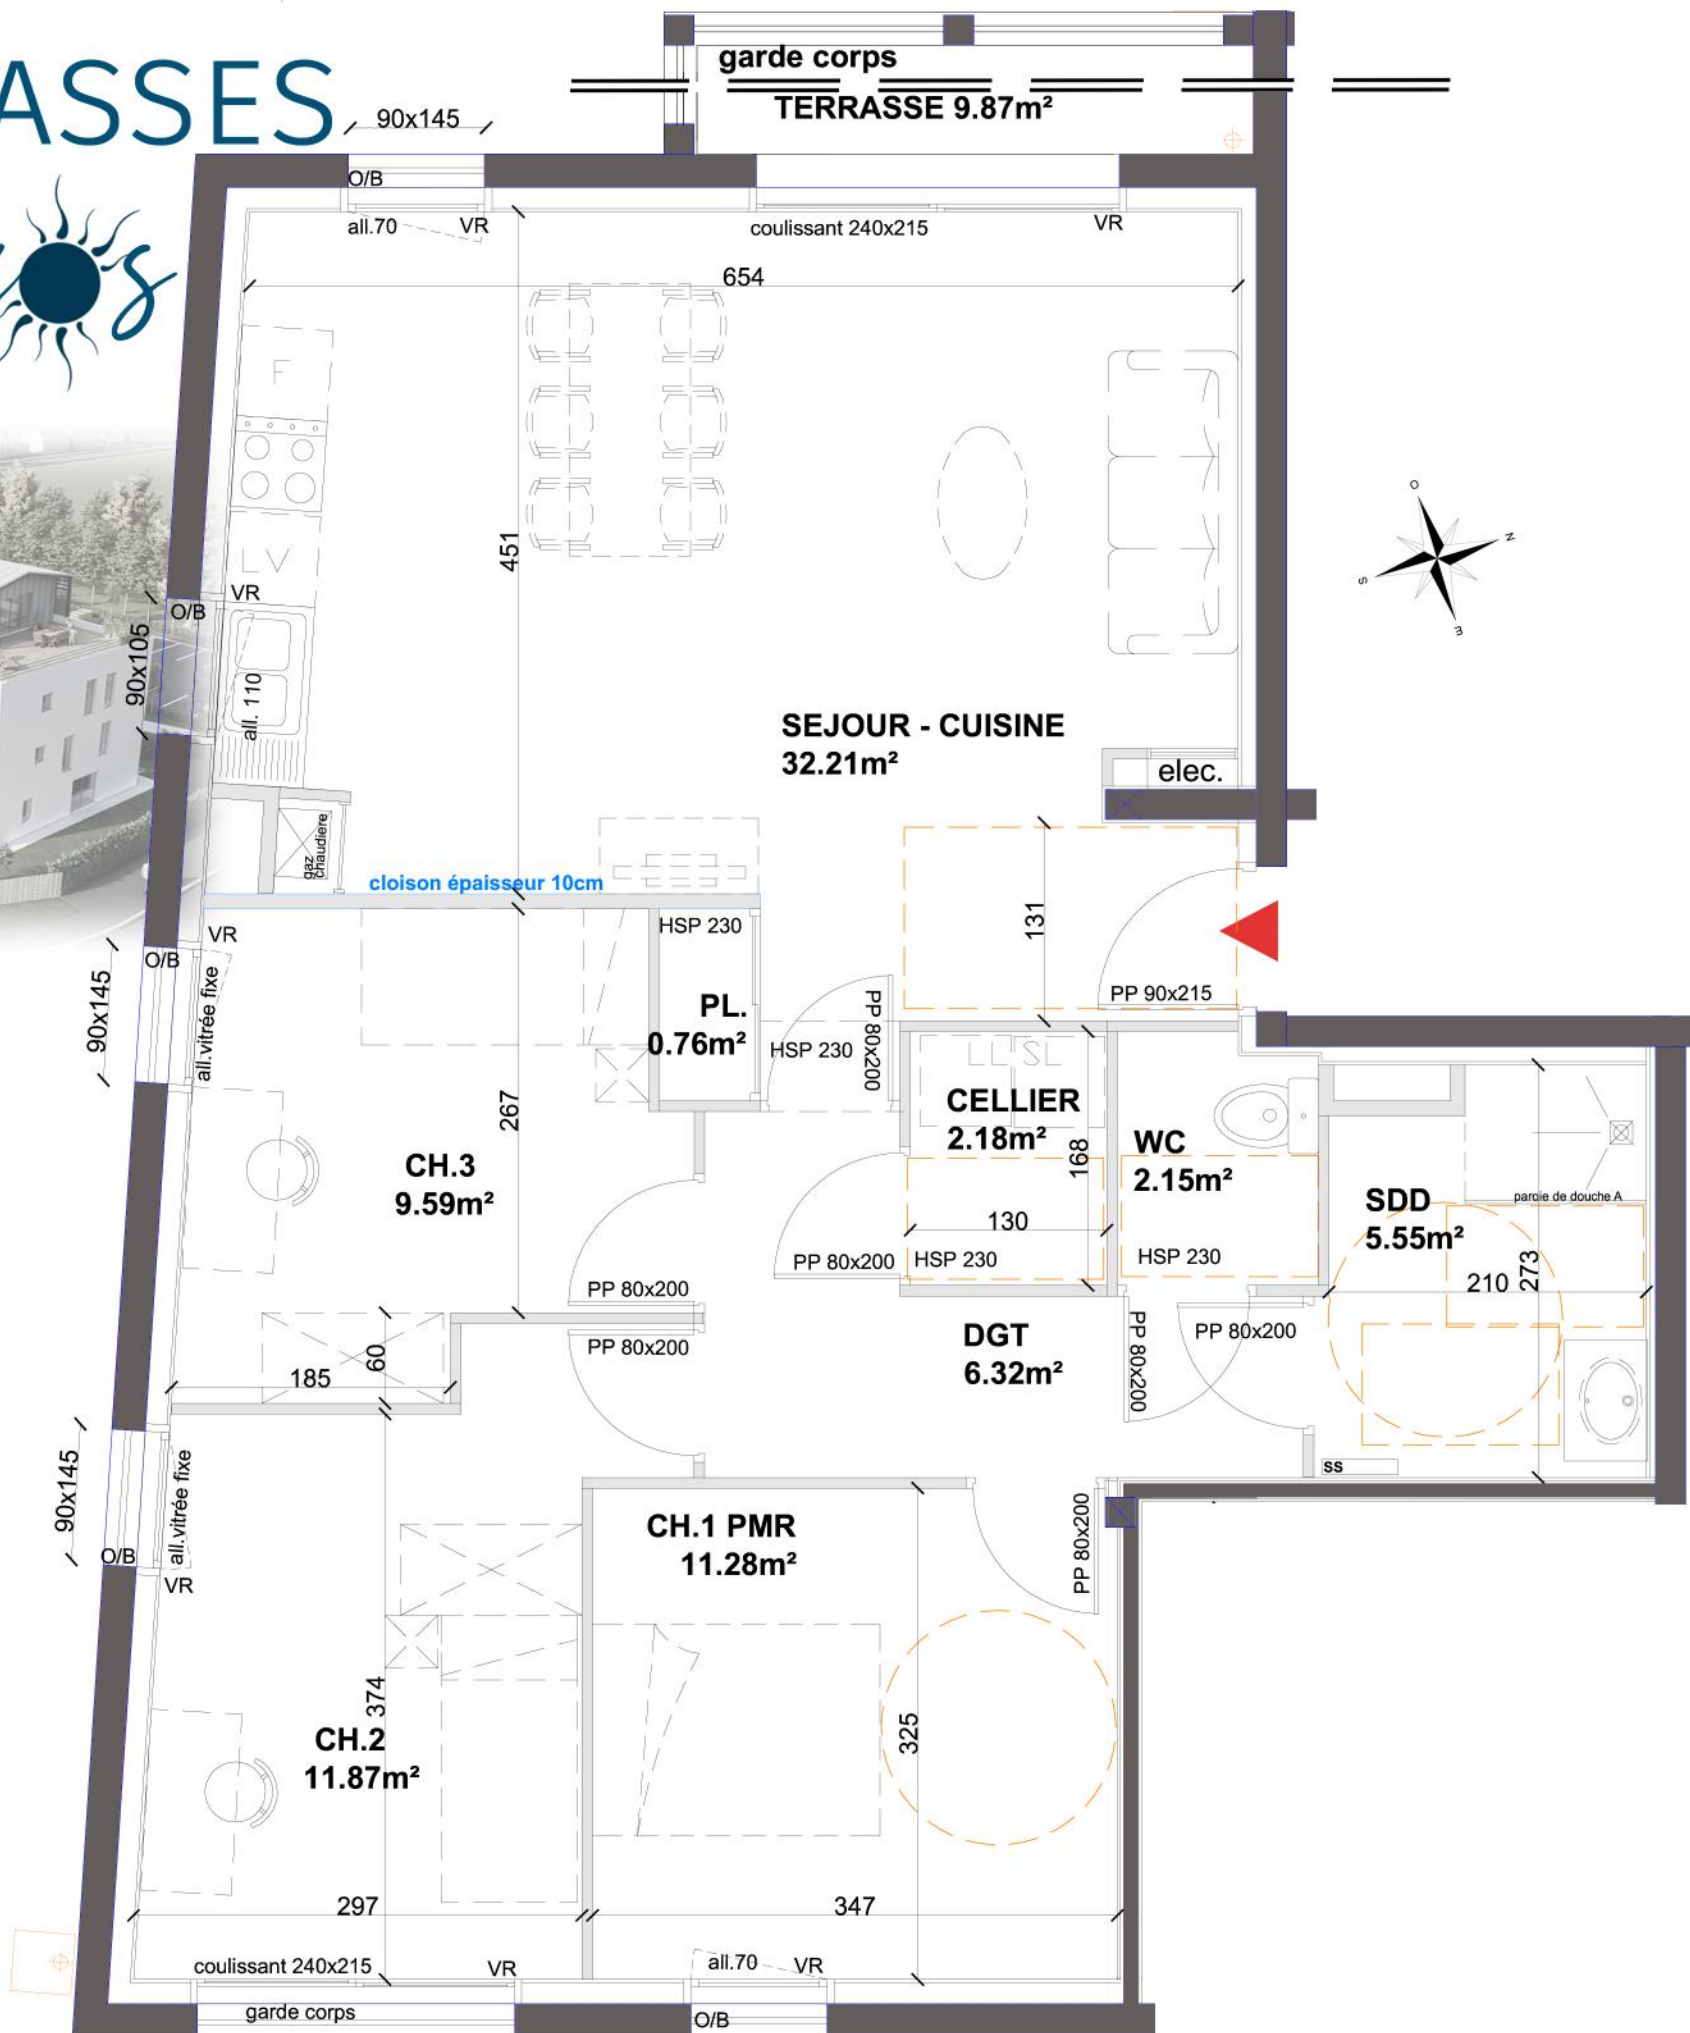 ASSES
garde corps
TERRASSE 9.87m²
90x145
O/B
all.70
VR
coulissant 240x215
VR
654
F
451
LV
VR
O/B
90x105
all. 110
O
N
S
E
SEJOUR - CUISINE
32.21m²
elec.
gaz
chaudiere
cloison épaisseur 10cm
131
PP 90x215
VR
O/B
90x145
all.vitrée fixe
HSP 230
PL.
0.76m²
HSP 230
PP 80x200
LL SL
CELLIER
2.18m²
168
130
HSP 230
PP 80x200
WC
2.15m²
HSP 230
SDD
5.55m²
paroie de douche A
210
273
267
CH.3
9.59m²
PP 80x200
PP 80x200
185
60
DGT
6.32m²
PP 80x200
PP 80x200
ss
90x145
O/B
all.vitrée fixe
VR
CH.1 PMR
11.28m²
PP 80x200
374
325
CH.2
11.87m²
297
347
coulissant 240x215
VR
all.70
VR
garde corps
O/B